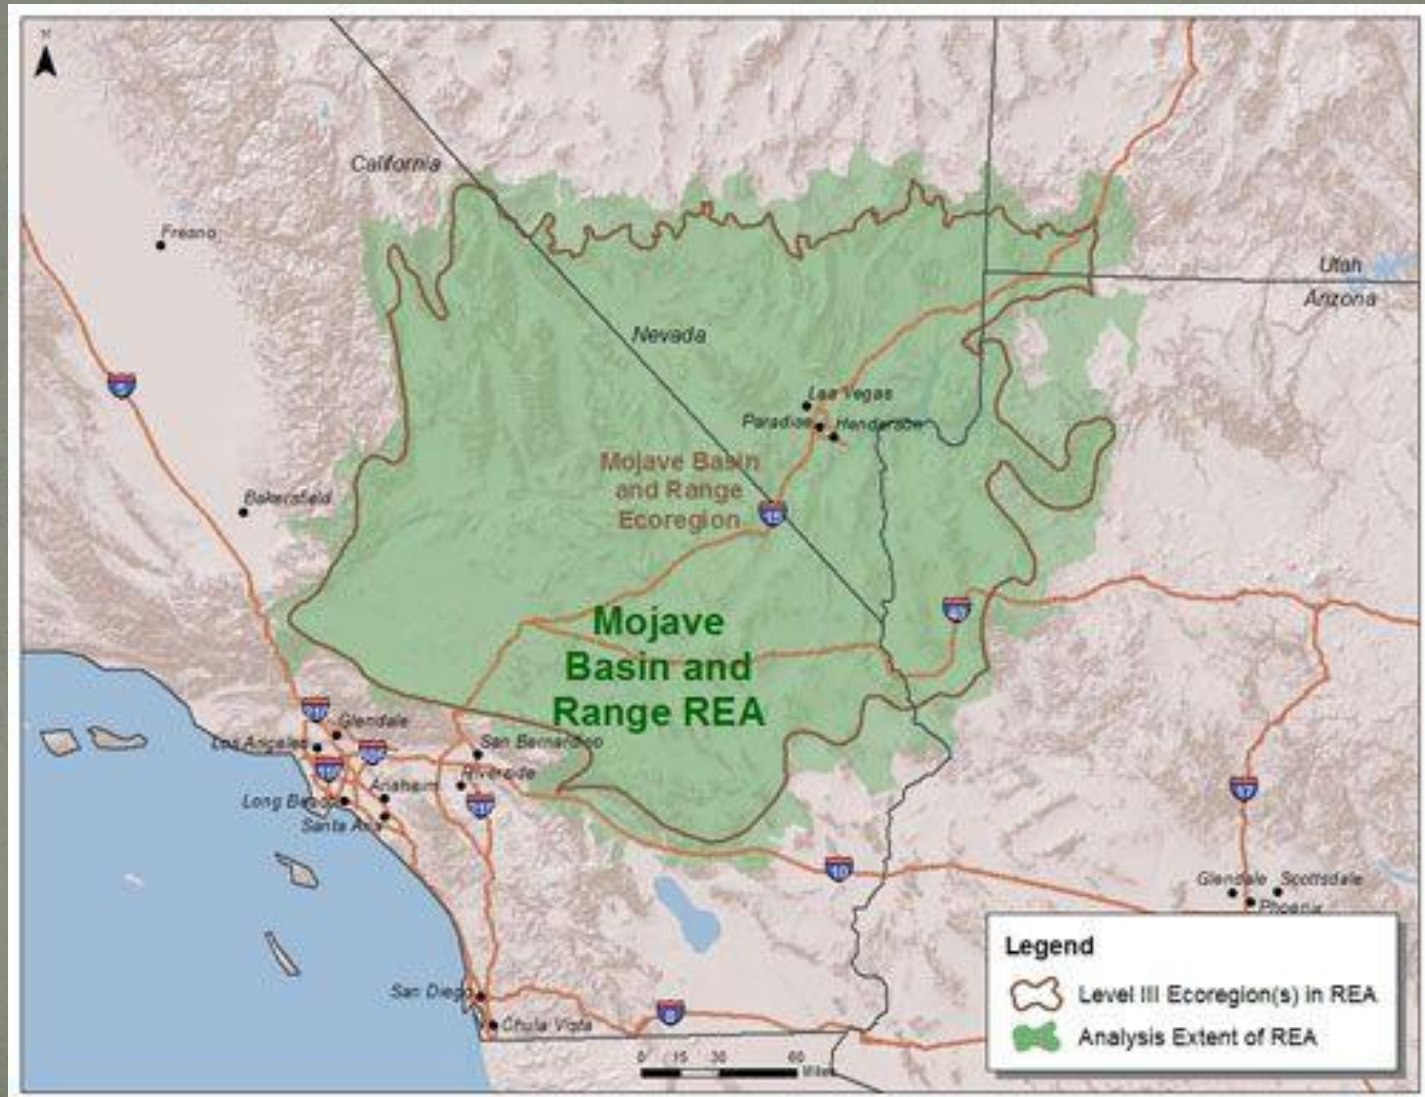 N
California
Fresno
Utah
Arizona
Nevada
5
Las Vegas
Paradise
Henderson
Mojave Basin
and Range
Ecoregion
15
Bakersfield
40
Mojave
Basin and
Range REA
Glendale
Los Angeles
San Bernardino
Riverside
Anaheim
Long Beach
Santa Ana
17
10
Glendale
Scottsdale
Phoenix
Legend
Level III Ecoregion(s) in REA
Analysis Extent of REA
San Diego
8
Chula Vista
0 15 30 60
Miles